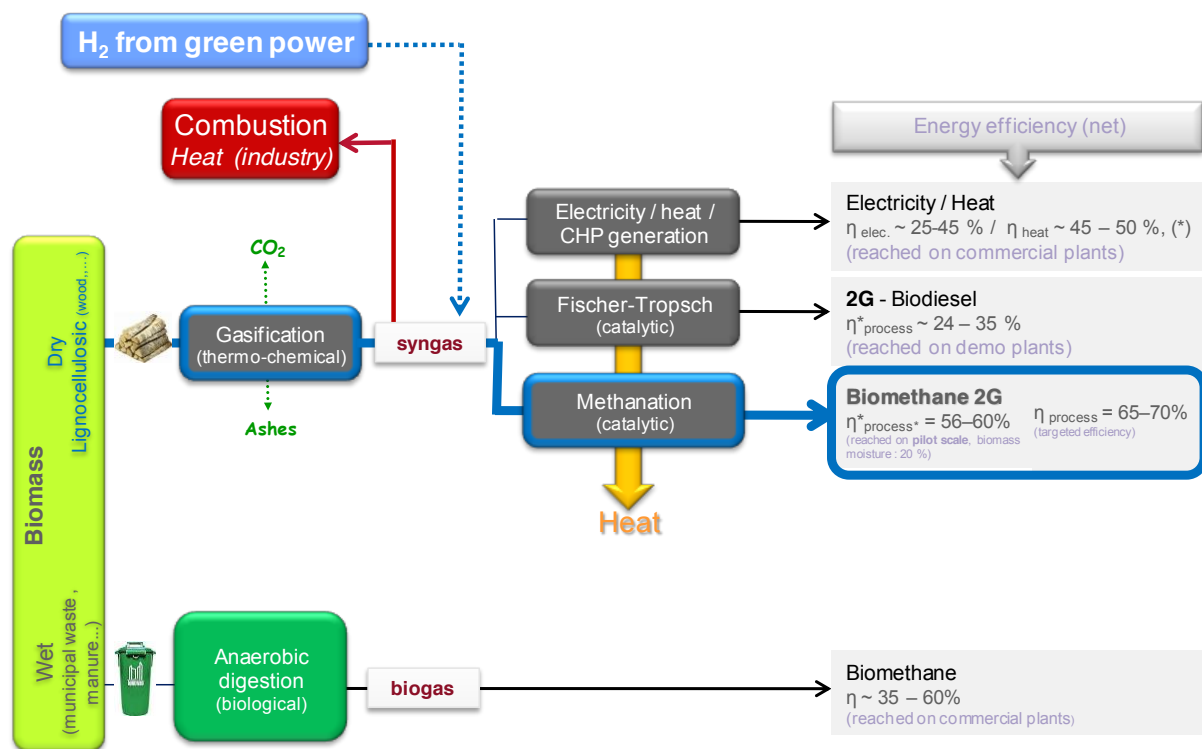 H2 from green power
Combustion
Heat (industry)
Energy efficiency (net)
Electricity / heat /
CHP generation
Electricity / Heat
η elec. ~ 25-45 % / η heat ~ 45 – 50 %, (*)
(reached on commercial plants)
CO2
Fischer-Tropsch
(catalytic)
2G - Biodiesel
η*process ~ 24 – 35 %
(reached on demo plants)
Biomass
Dry
Lignocellulosic (wood,,,…)
Gasification
(thermo-chemical)
syngas
Ashes
Methanation
(catalytic)
Biomethane 2G
η*process* = 56–60%
(reached on pilot scale, biomass
moisture : 20 %)
η process = 65–70%
(targeted efficiency)
Heat
Wet
(municipal waste ,
manure...)
Anaerobic
digestion
(biological)
biogas
Biomethane
η ~ 35 – 60%
(reached on commercial plants)